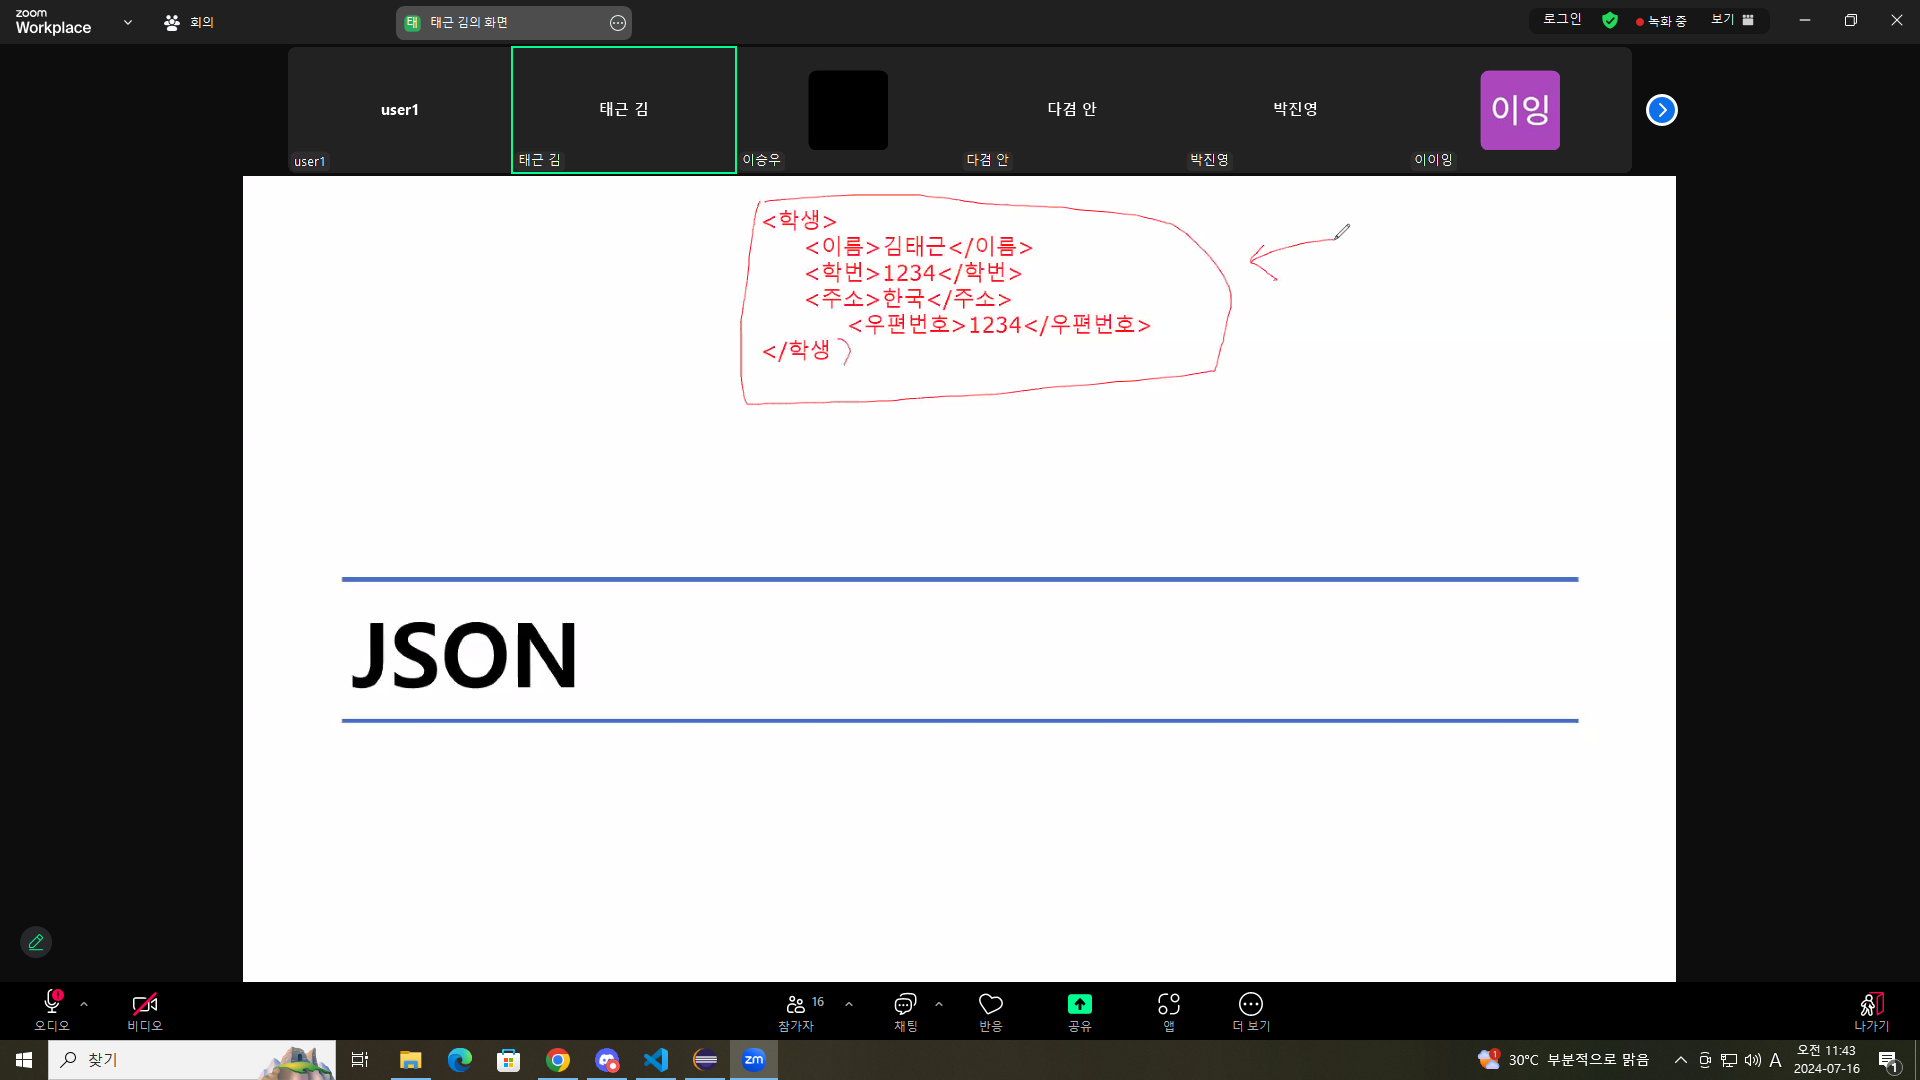 zoom
Workplace
회의
태 태근 김의 화면
로그인
녹화 중
보기
user1
태근 김
다겸 안
박진영
이잉
user1
태근 김
이승우
다겸 안
박진영
이이잉
<학생>
<이름>김태근</이름>
<학번>1234</학번>
<주소>한국</주소>
<우편번호>1234</우편번호>
</학생
JSON
오디오
비디오
참가자
16
채팅
반응
공유
앱
더 보기
나가기
찾기
zm
1
30°C 부분적으로 맑음
A
오전 11:43
2024-07-16
1